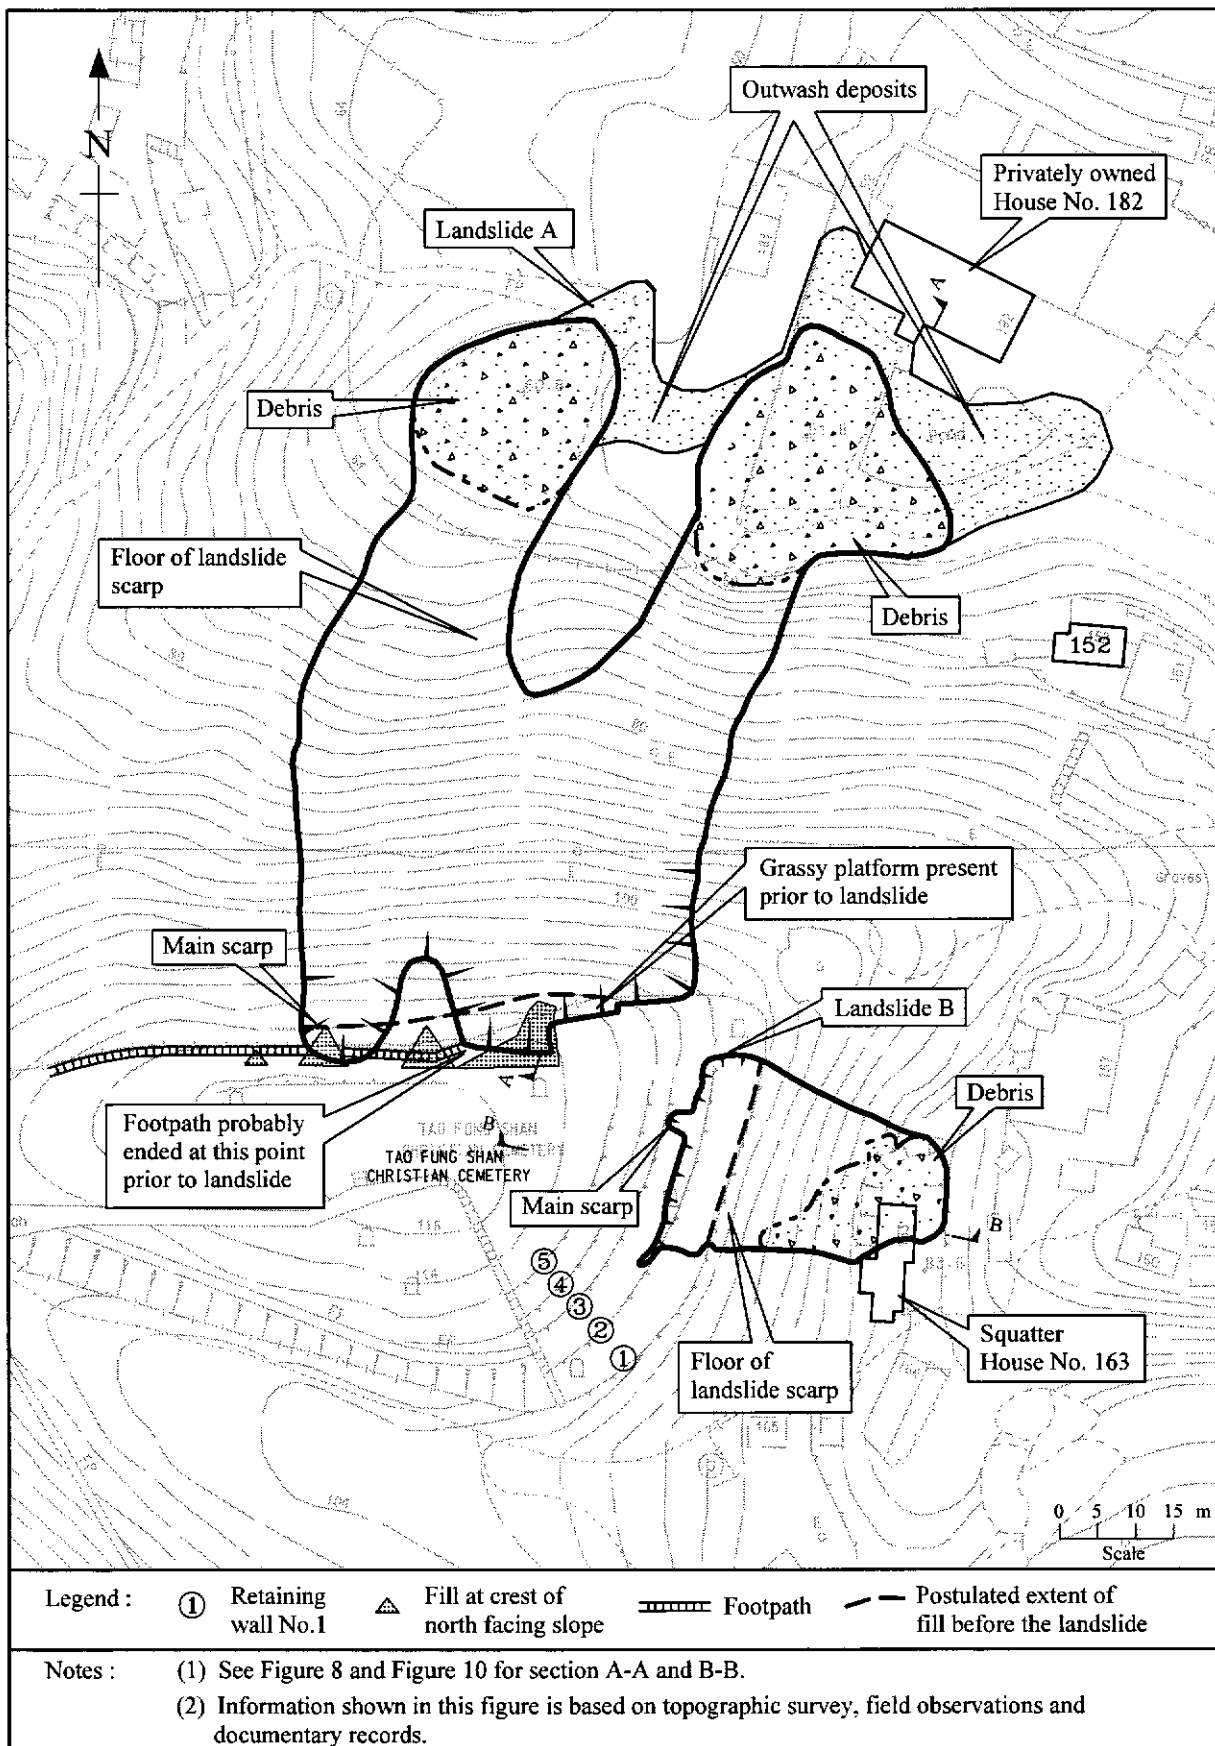 Outwash deposits
N
Privately owned
House No. 182
Landslide A
A
Debris
Pond
Floor of landslide
scarp
Debris
152
Grassy platform present
prior to landslide
Graves
Main scarp
Landslide B
A
Debris
Footpath probably
ended at this point
prior to landslide
B
TAO FUNG SHAN
CHRISTIAN CEMETERY
Main scarp
B
5
4
3
2
1
Floor of
landslide scarp
Squatter
House No. 163
0 5 10 15 m
Scale
Legend :
① Retaining
wall No.1
Fill at crest of
north facing slope
Footpath
Postulated extent of
fill before the landslide
Notes :
(1) See Figure 8 and Figure 10 for section A-A and B-B.
(2) Information shown in this figure is based on topographic survey, field observations and
documentary records.